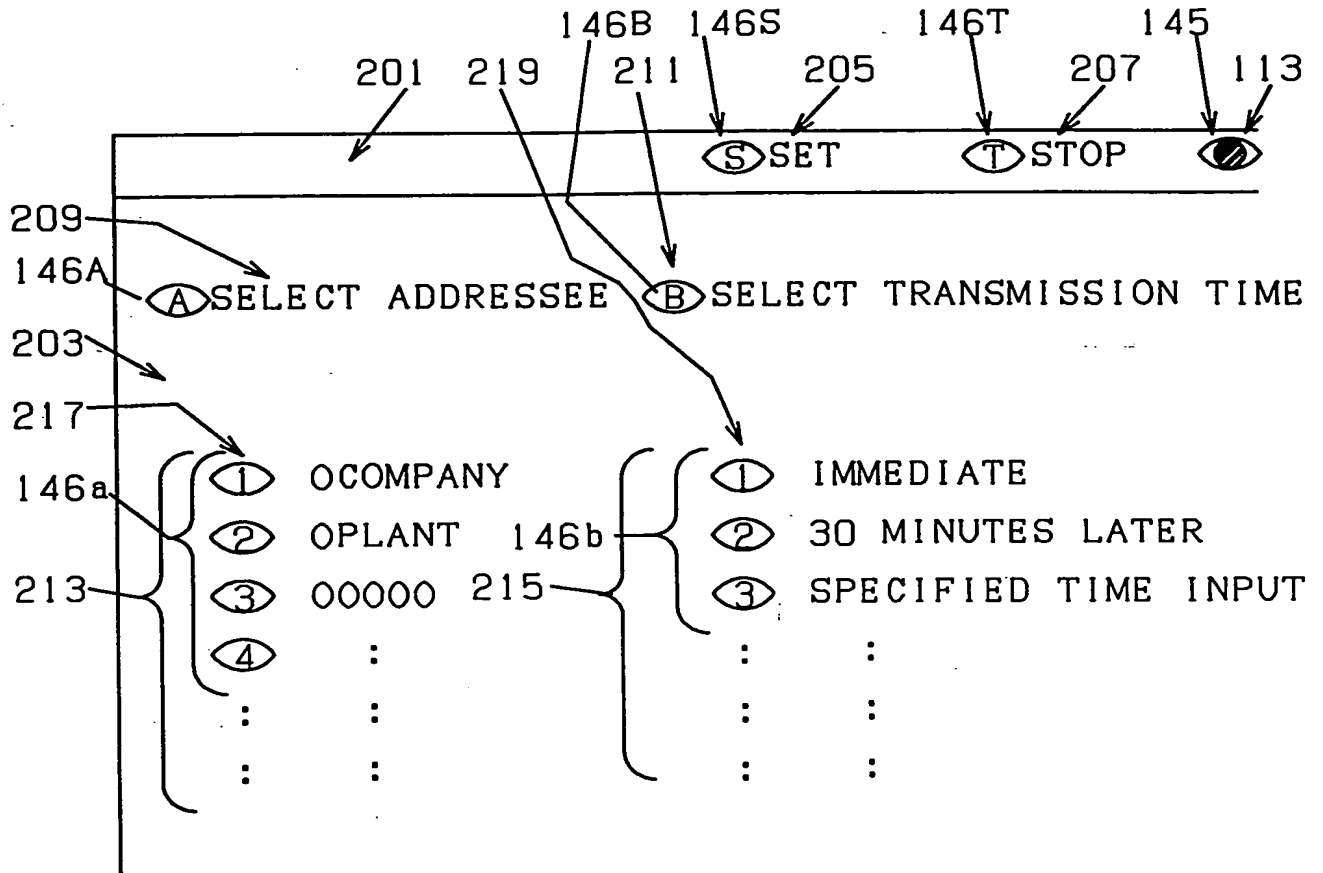 146B 146S 146T 145
201 219 211 205 207 113
S SET T STOP
209
146A
A SELECT ADDRESSEE B SELECT TRANSMISSION TIME
203
217
1 OCOMPANY 1 IMMEDIATE
146a
2 OPLANT 146b 2 30 MINUTES LATER
213 3 OOOOO 215 3 SPECIFIED TIME INPUT
4 : : :
: : : :
: : : :